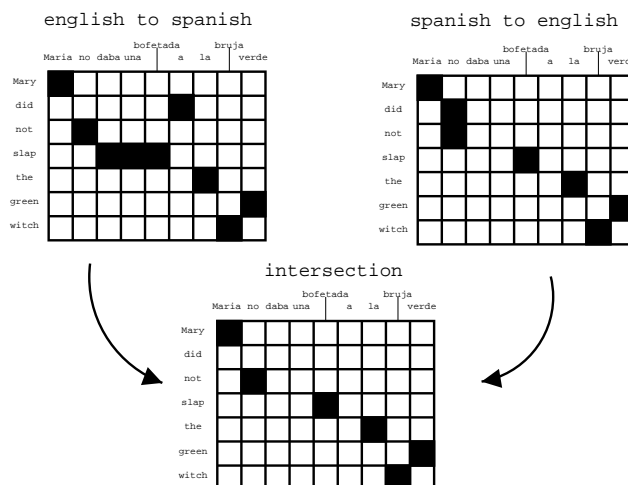 english to spanish
bofetada bruja
Maria no daba una a la verde
Mary
did
not
slap
the
green
witch
spanish to english
bofetada bruja
Maria no daba una a la verde
Mary
did
not
slap
the
green
witch
intersection
bofetada bruja
Maria no daba una a la verde
Mary
did
not
slap
the
green
witch